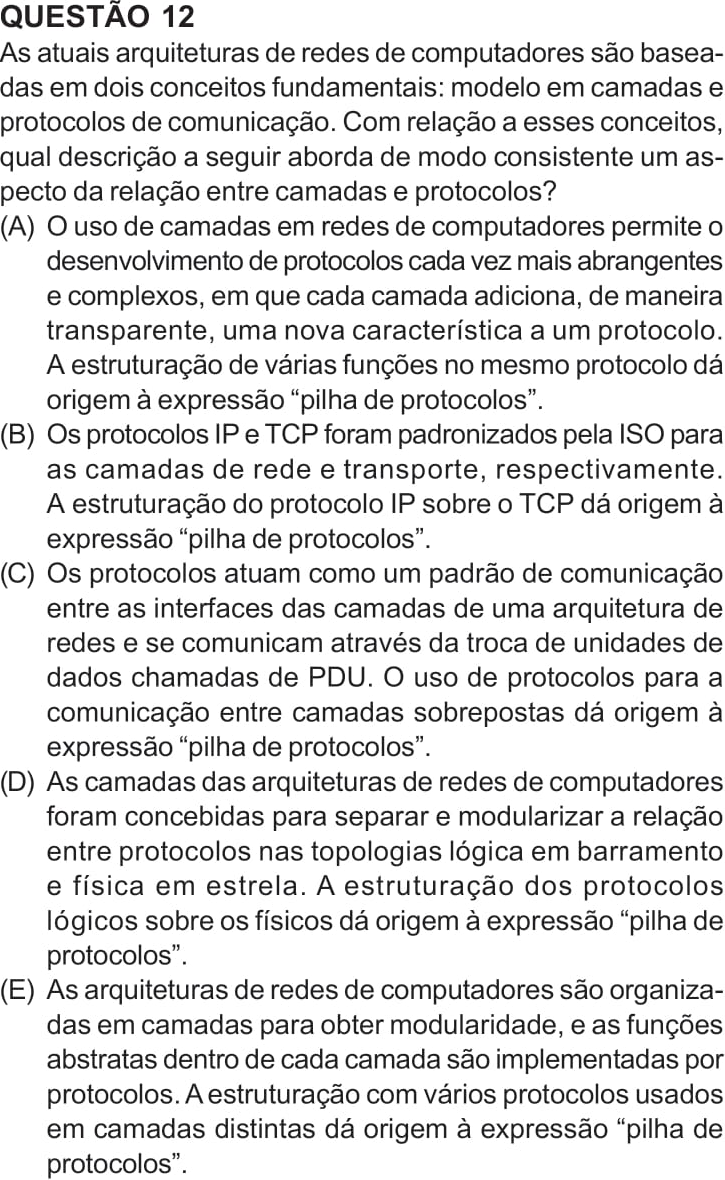 QUESTÃO 12
As atuais arquiteturas de redes de computadores são basea-
das em dois conceitos fundamentais: modelo em camadas e
protocolos de comunicação. Com relação a esses conceitos,
qual descrição a seguir aborda de modo consistente um as-
pecto da relação entre camadas e protocolos?
(A) O uso de camadas em redes de computadores permite o
desenvolvimento de protocolos cada vez mais abrangentes
e complexos, em que cada camada adiciona, de maneira
transparente, uma nova característica a um protocolo.
A estruturação de várias funções no mesmo protocolo dá
origem à expressão “pilha de protocolos”.
(B) Os protocolos IP e TCP foram padronizados pela ISO para
as camadas de rede e transporte, respectivamente.
A estruturação do protocolo IP sobre o TCP dá origem à
expressão “pilha de protocolos”.
(C) Os protocolos atuam como um padrão de comunicação
entre as interfaces das camadas de uma arquitetura de
redes e se comunicam através da troca de unidades de
dados chamadas de PDU. O uso de protocolos para a
comunicação entre camadas sobrepostas dá origem à
expressão “pilha de protocolos”.
(D) As camadas das arquiteturas de redes de computadores
foram concebidas para separar e modularizar a relação
entre protocolos nas topologias lógica em barramento
e física em estrela. A estruturação dos protocolos
lógicos sobre os físicos dá origem à expressão “pilha de
protocolos”.
(E) As arquiteturas de redes de computadores são organiza-
das em camadas para obter modularidade, e as funções
abstratas dentro de cada camada são implementadas por
protocolos. A estruturação com vários protocolos usados
em camadas distintas dá origem à expressão “pilha de
protocolos”.